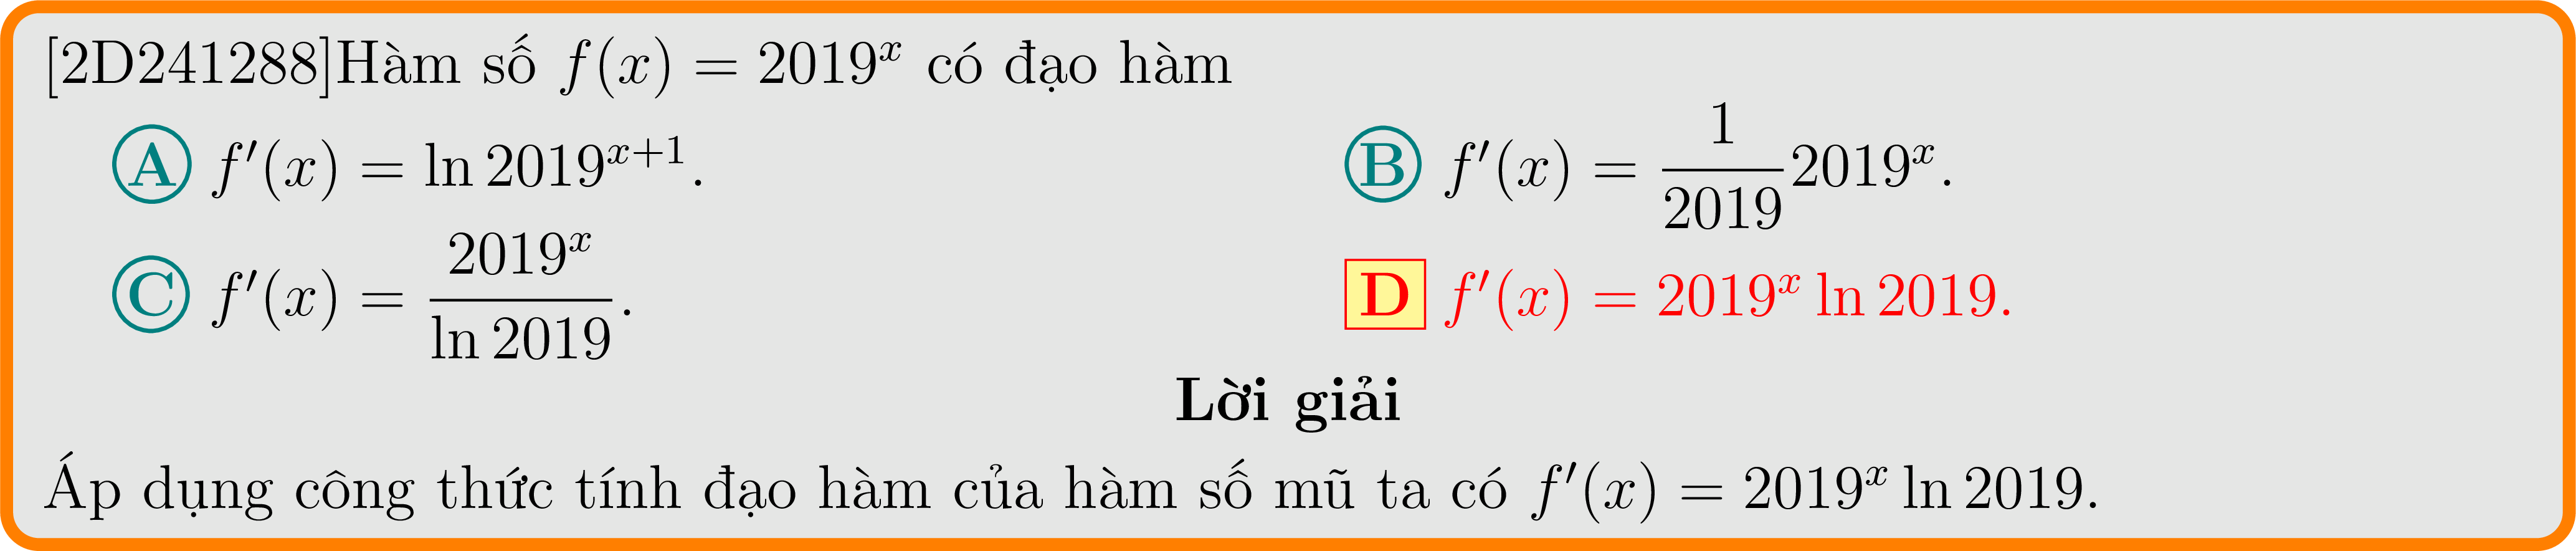 [2D241288]Hàm số f(x) = 2019^x có đạo hàm
A f′(x) = ln 2019^{x+1}. B f′(x) = \frac{1}{2019}2019^x.
C f′(x) = \frac{2019^x}{ln 2019}. D f′(x) = 2019^x ln 2019.
Lời giải
Áp dụng công thức tính đạo hàm của hàm số mũ ta có f′(x) = 2019^x ln 2019.